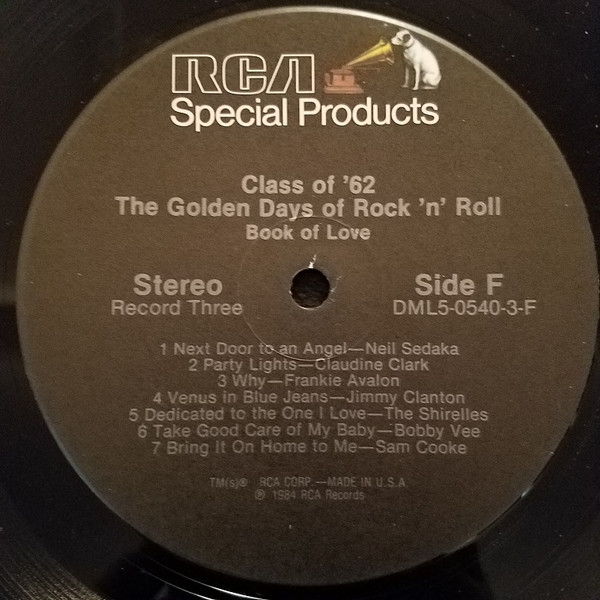 RCA
Special Products
Class of '62
The Golden Days of Rock 'n' Roll
Book of Love
Stereo
Side F
Record Three
DML5-0540-3-F
1 Next Door to an Angel—Neil Sedaka
2 Party Lights—Claudine Clark
3 Why—Frankie Avalon
4 Venus in Blue Jeans—Jimmy Clanton
5 Dedicated to the One I Love—The Shirelles
6 Take Good Care of My Baby—Bobby Vee
7 Bring It On Home to Me—Sam Cooke
TM(s)® RCA CORP.—MADE IN U.S.A.
℗ 1984 RCA Records